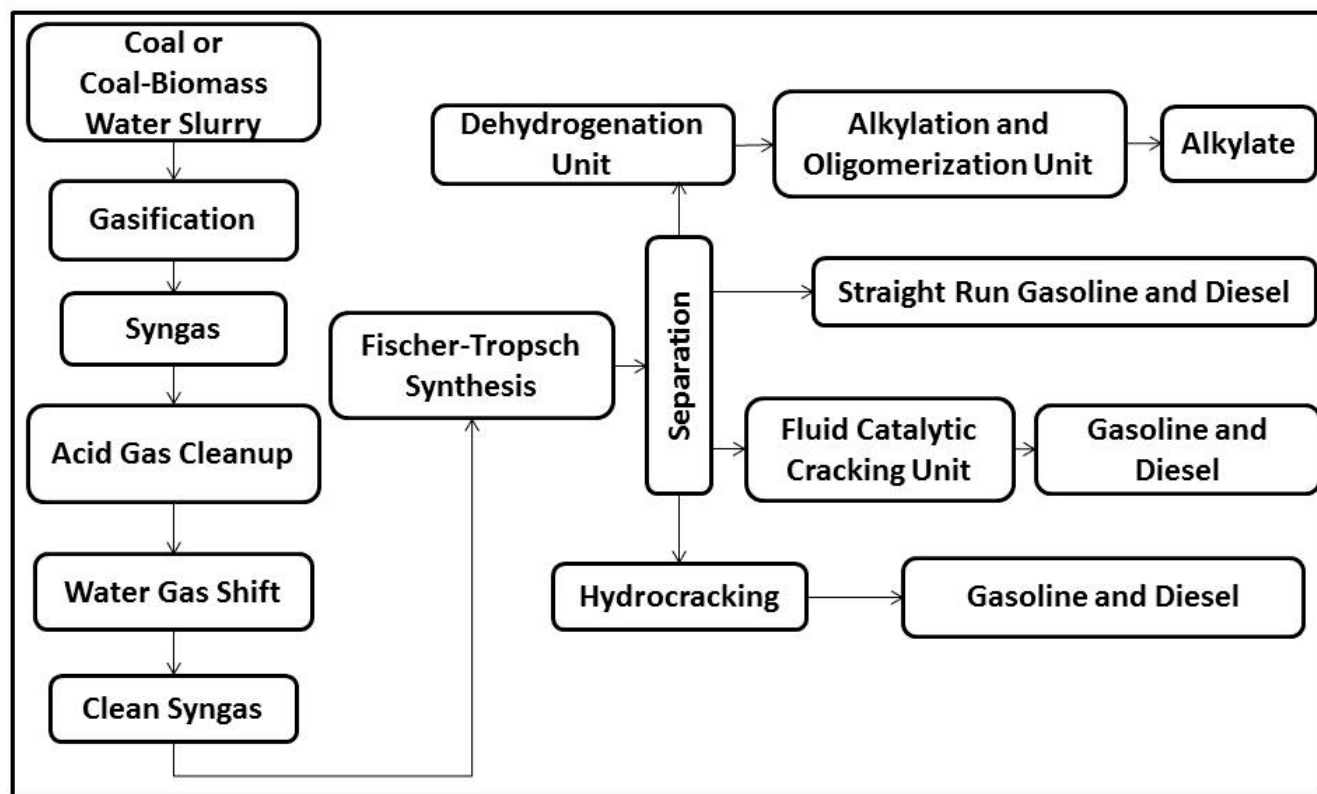 Coal or
Coal-Biomass
Water Slurry
Gasification
Syngas
Acid Gas Cleanup
Water Gas Shift
Clean Syngas
Fischer-Tropsch
Synthesis
Separation
Dehydrogenation
Unit
Alkylation and
Oligomerization Unit
Alkylate
Straight Run Gasoline and Diesel
Fluid Catalytic
Cracking Unit
Gasoline and
Diesel
Hydrocracking
Gasoline and Diesel